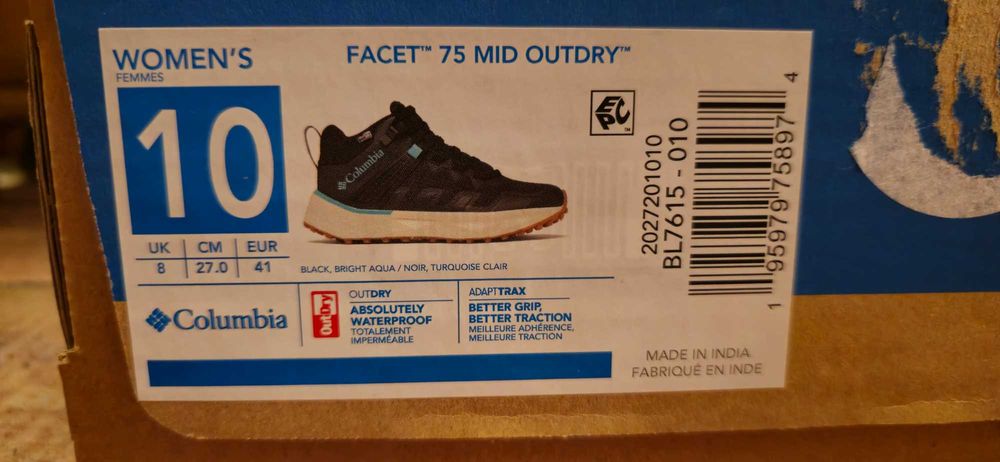 WOMEN'S
FEMMES
FACET™ 75 MID OUTDRY™
10
Columbia
EPC™
UK CM EUR
8 27.0 41
BLACK, BRIGHT AQUA / NOIR, TURQUOISE CLAIR
2027201010
BL7615 - 010
1 95979 75897 4
Columbia
OutDry
OUTDRY
ABSOLUTELY
WATERPROOF
TOTALEMENT
IMPERMÉABLE
ADAPTTRAX
BETTER GRIP,
BETTER TRACTION
MEILLEURE ADHÉRENCE,
MEILLEURE TRACTION
MADE IN INDIA
FABRIQUÉ EN INDE